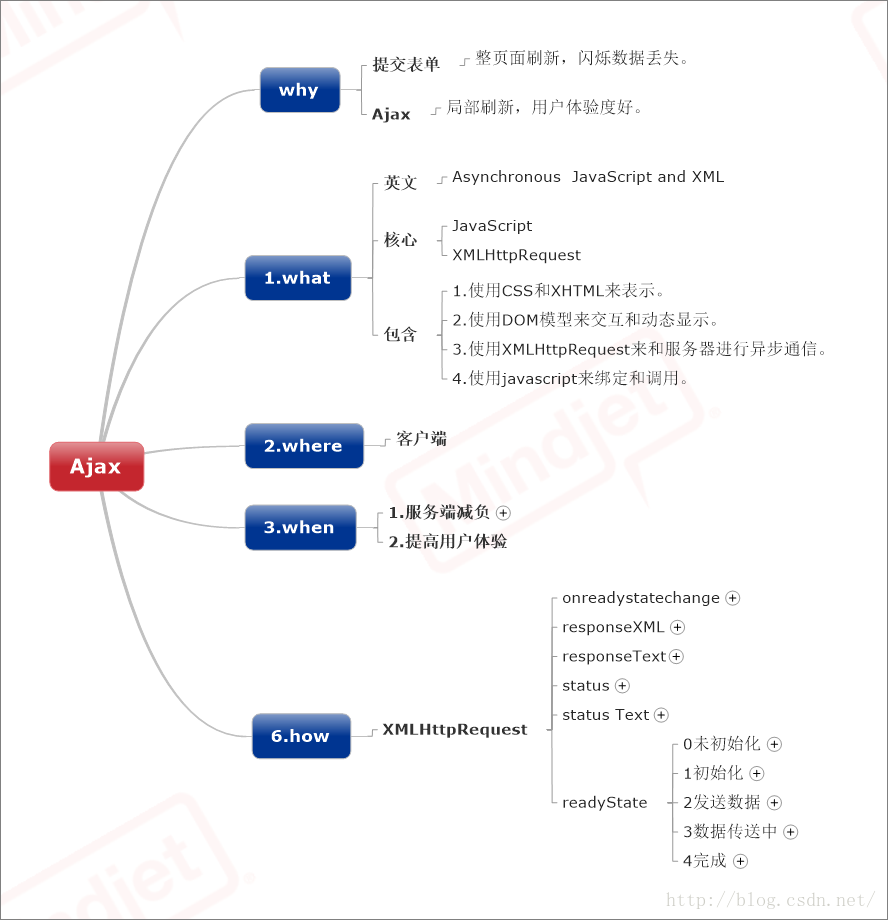 why
提交表单
整页面刷新，闪烁数据丢失。
Ajax
局部刷新，用户体验度好。
1.what
英文
Asynchronous  JavaScript and XML
核心
JavaScript
XMLHttpRequest
包含
1.使用CSS和XHTML来表示。
2.使用DOM模型来交互和动态显示。
3.使用XMLHttpRequest来和服务器进行异步通信。
4.使用javascript来绑定和调用。
Ajax
2.where
客户端
3.when
1.服务端减负
2.提高用户体验
6.how
XMLHttpRequest
onreadystatechange
responseXML
responseText
status
status Text
readyState
0未初始化
1初始化
2发送数据
3数据传送中
4完成
Mindjet
Mindjet
Mindjet
http://blog.csdn.net/